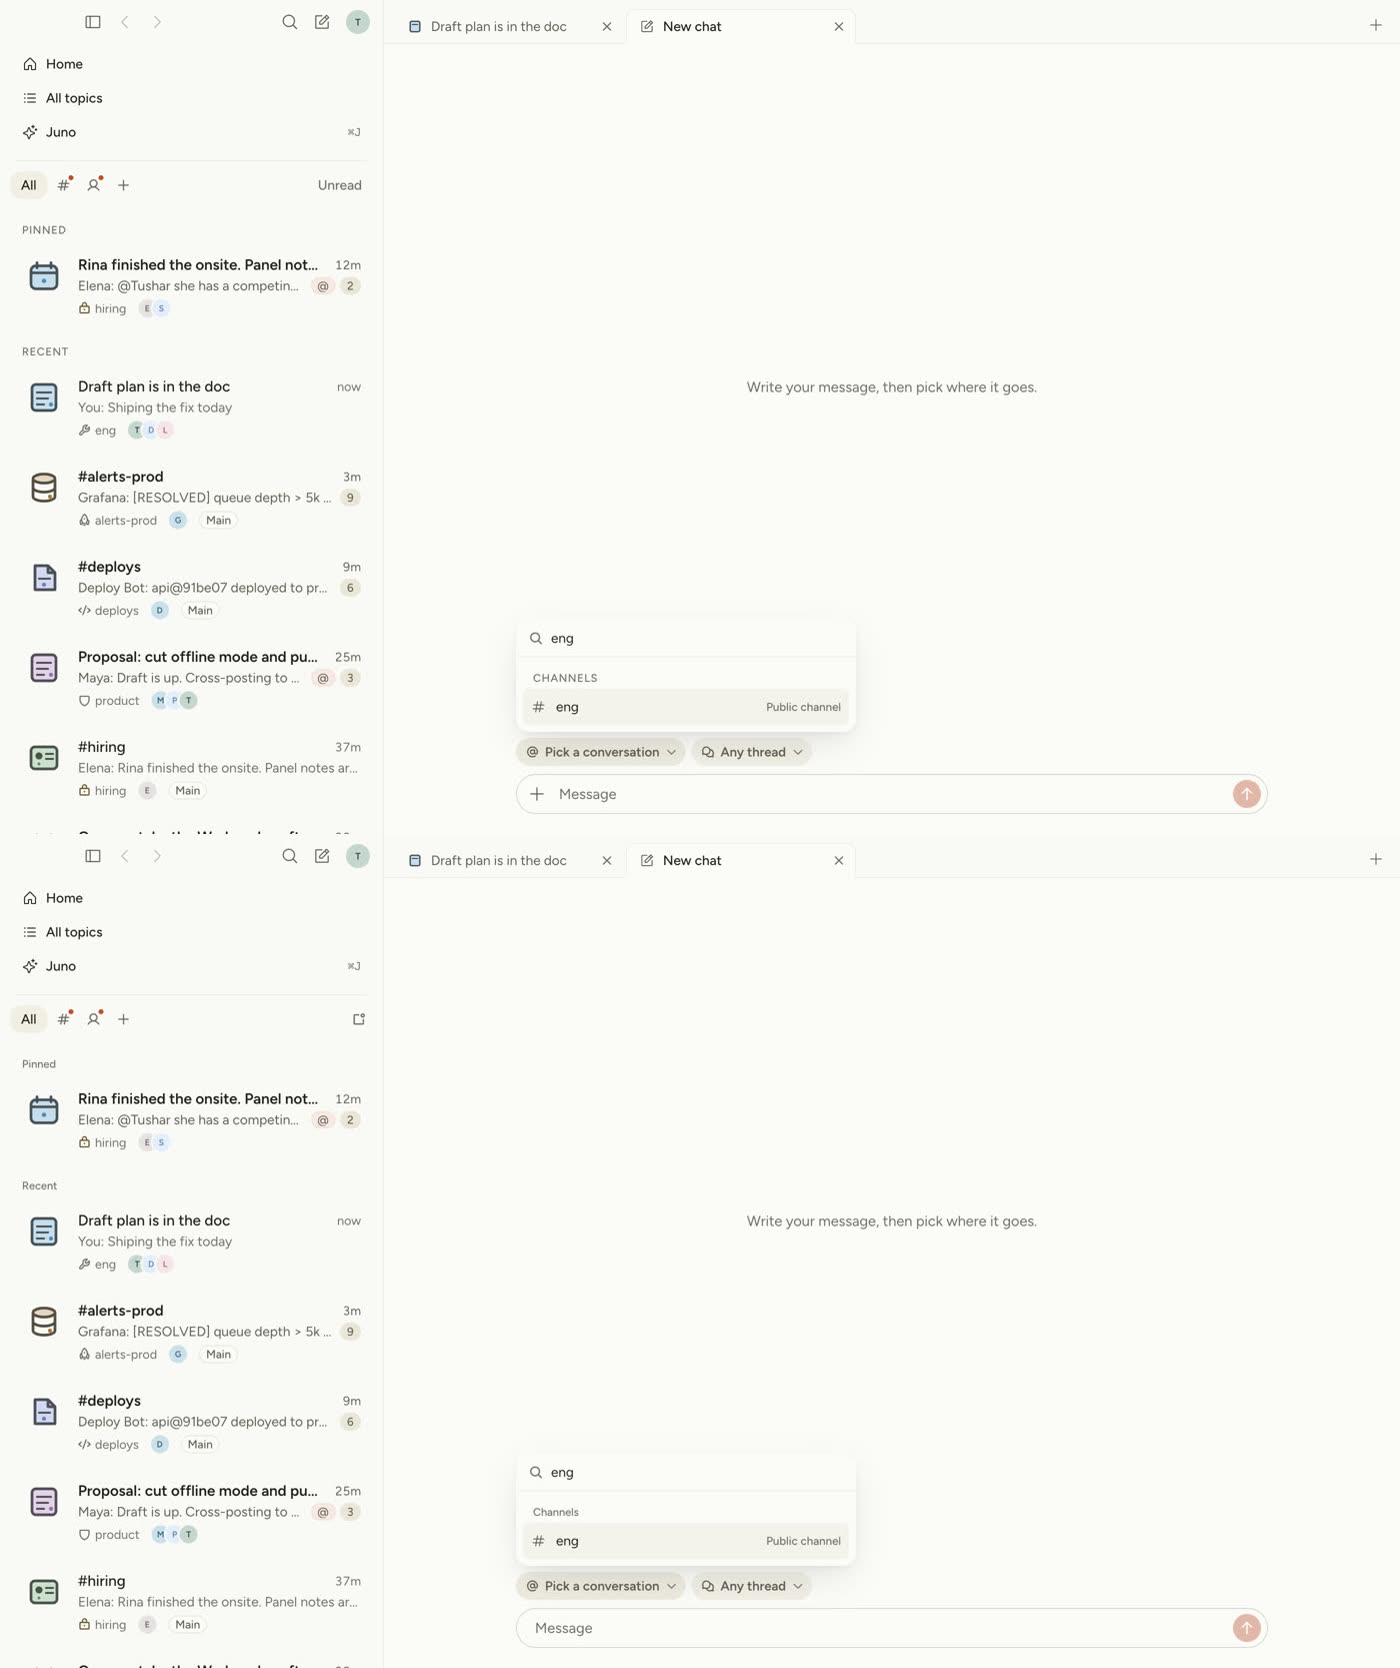 T
Draft plan is in the doc
New chat
Home
All topics
Juno ⌘J
All
Unread
PINNED
Rina finished the onsite. Panel not... 12m
Elena: @Tushar she has a competin... @ 2
hiring E S
RECENT
Draft plan is in the doc now
You: Shiping the fix today
eng T D L
#alerts-prod 3m
Grafana: [RESOLVED] queue depth > 5k ... 9
alerts-prod G Main
#deploys 9m
Deploy Bot: api@91be07 deployed to pr... 6
deploys D Main
Proposal: cut offline mode and pu... 25m
Maya: Draft is up. Cross-posting to ... @ 3
product M P T
#hiring 37m
Elena: Rina finished the onsite. Panel notes ar...
hiring E Main
Write your message, then pick where it goes.
eng
CHANNELS
# eng Public channel
@ Pick a conversation
Any thread
Message
T
Draft plan is in the doc
New chat
Home
All topics
Juno ⌘J
All
Pinned
Rina finished the onsite. Panel not... 12m
Elena: @Tushar she has a competin... @ 2
hiring E S
Recent
Draft plan is in the doc now
You: Shiping the fix today
eng T D L
#alerts-prod 3m
Grafana: [RESOLVED] queue depth > 5k ... 9
alerts-prod G Main
#deploys 9m
Deploy Bot: api@91be07 deployed to pr... 6
deploys D Main
Proposal: cut offline mode and pu... 25m
Maya: Draft is up. Cross-posting to ... @ 3
product M P T
#hiring 37m
Elena: Rina finished the onsite. Panel notes ar...
hiring E Main
Write your message, then pick where it goes.
eng
Channels
# eng Public channel
@ Pick a conversation
Any thread
Message